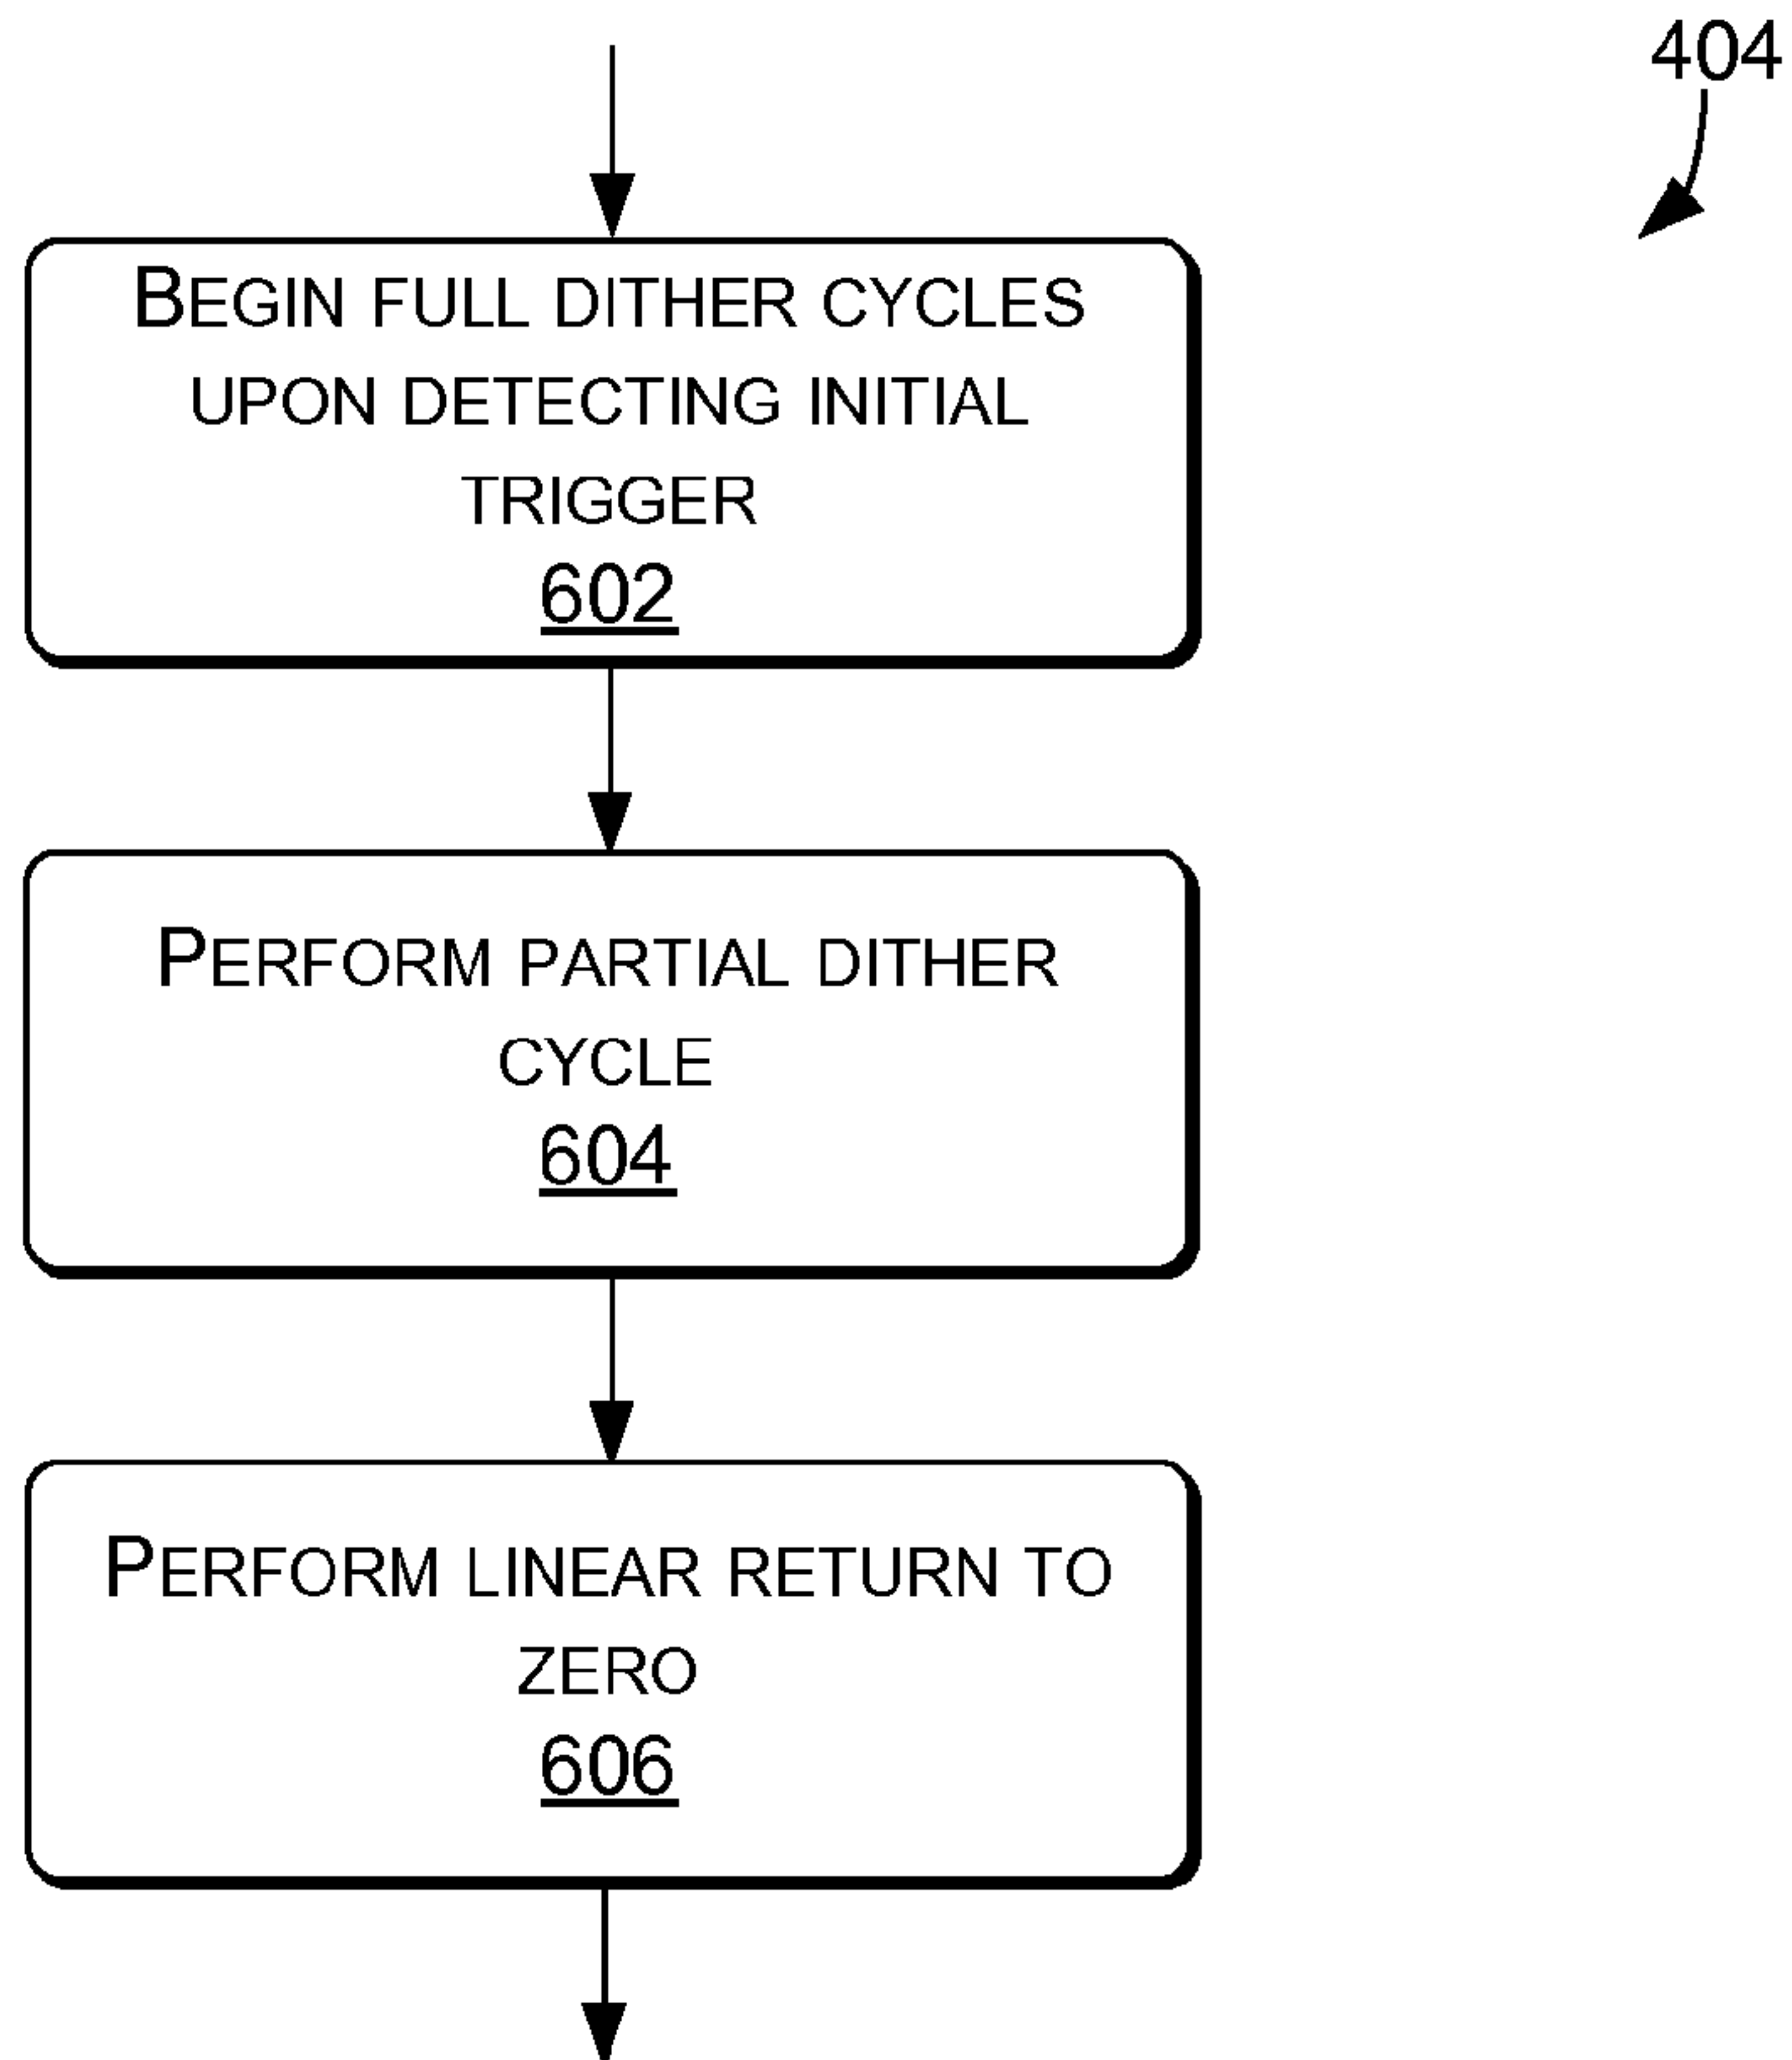 404
BEGIN FULL DITHER CYCLES
UPON DETECTING INITIAL
TRIGGER
602
PERFORM PARTIAL DITHER
CYCLE
604
PERFORM LINEAR RETURN TO
ZERO
606